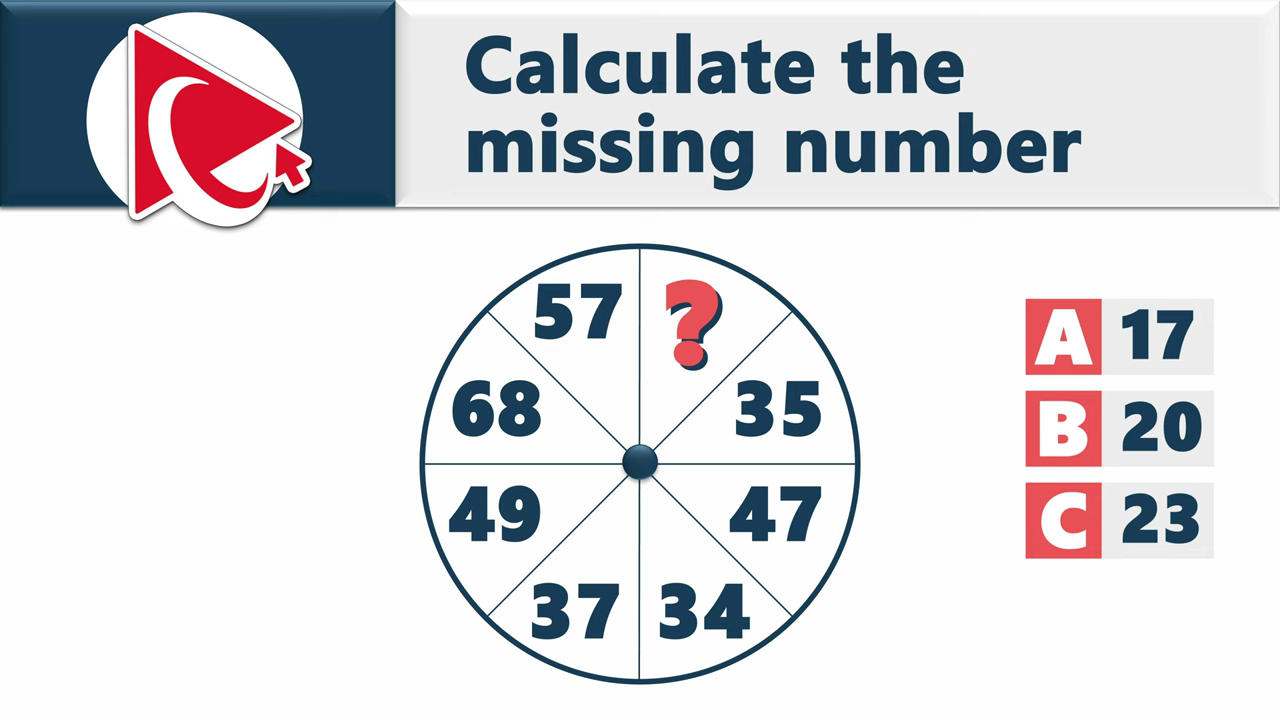 Calculate the
missing number
57 ?
68 35
49 47
37 34
A 17
B 20
C 23